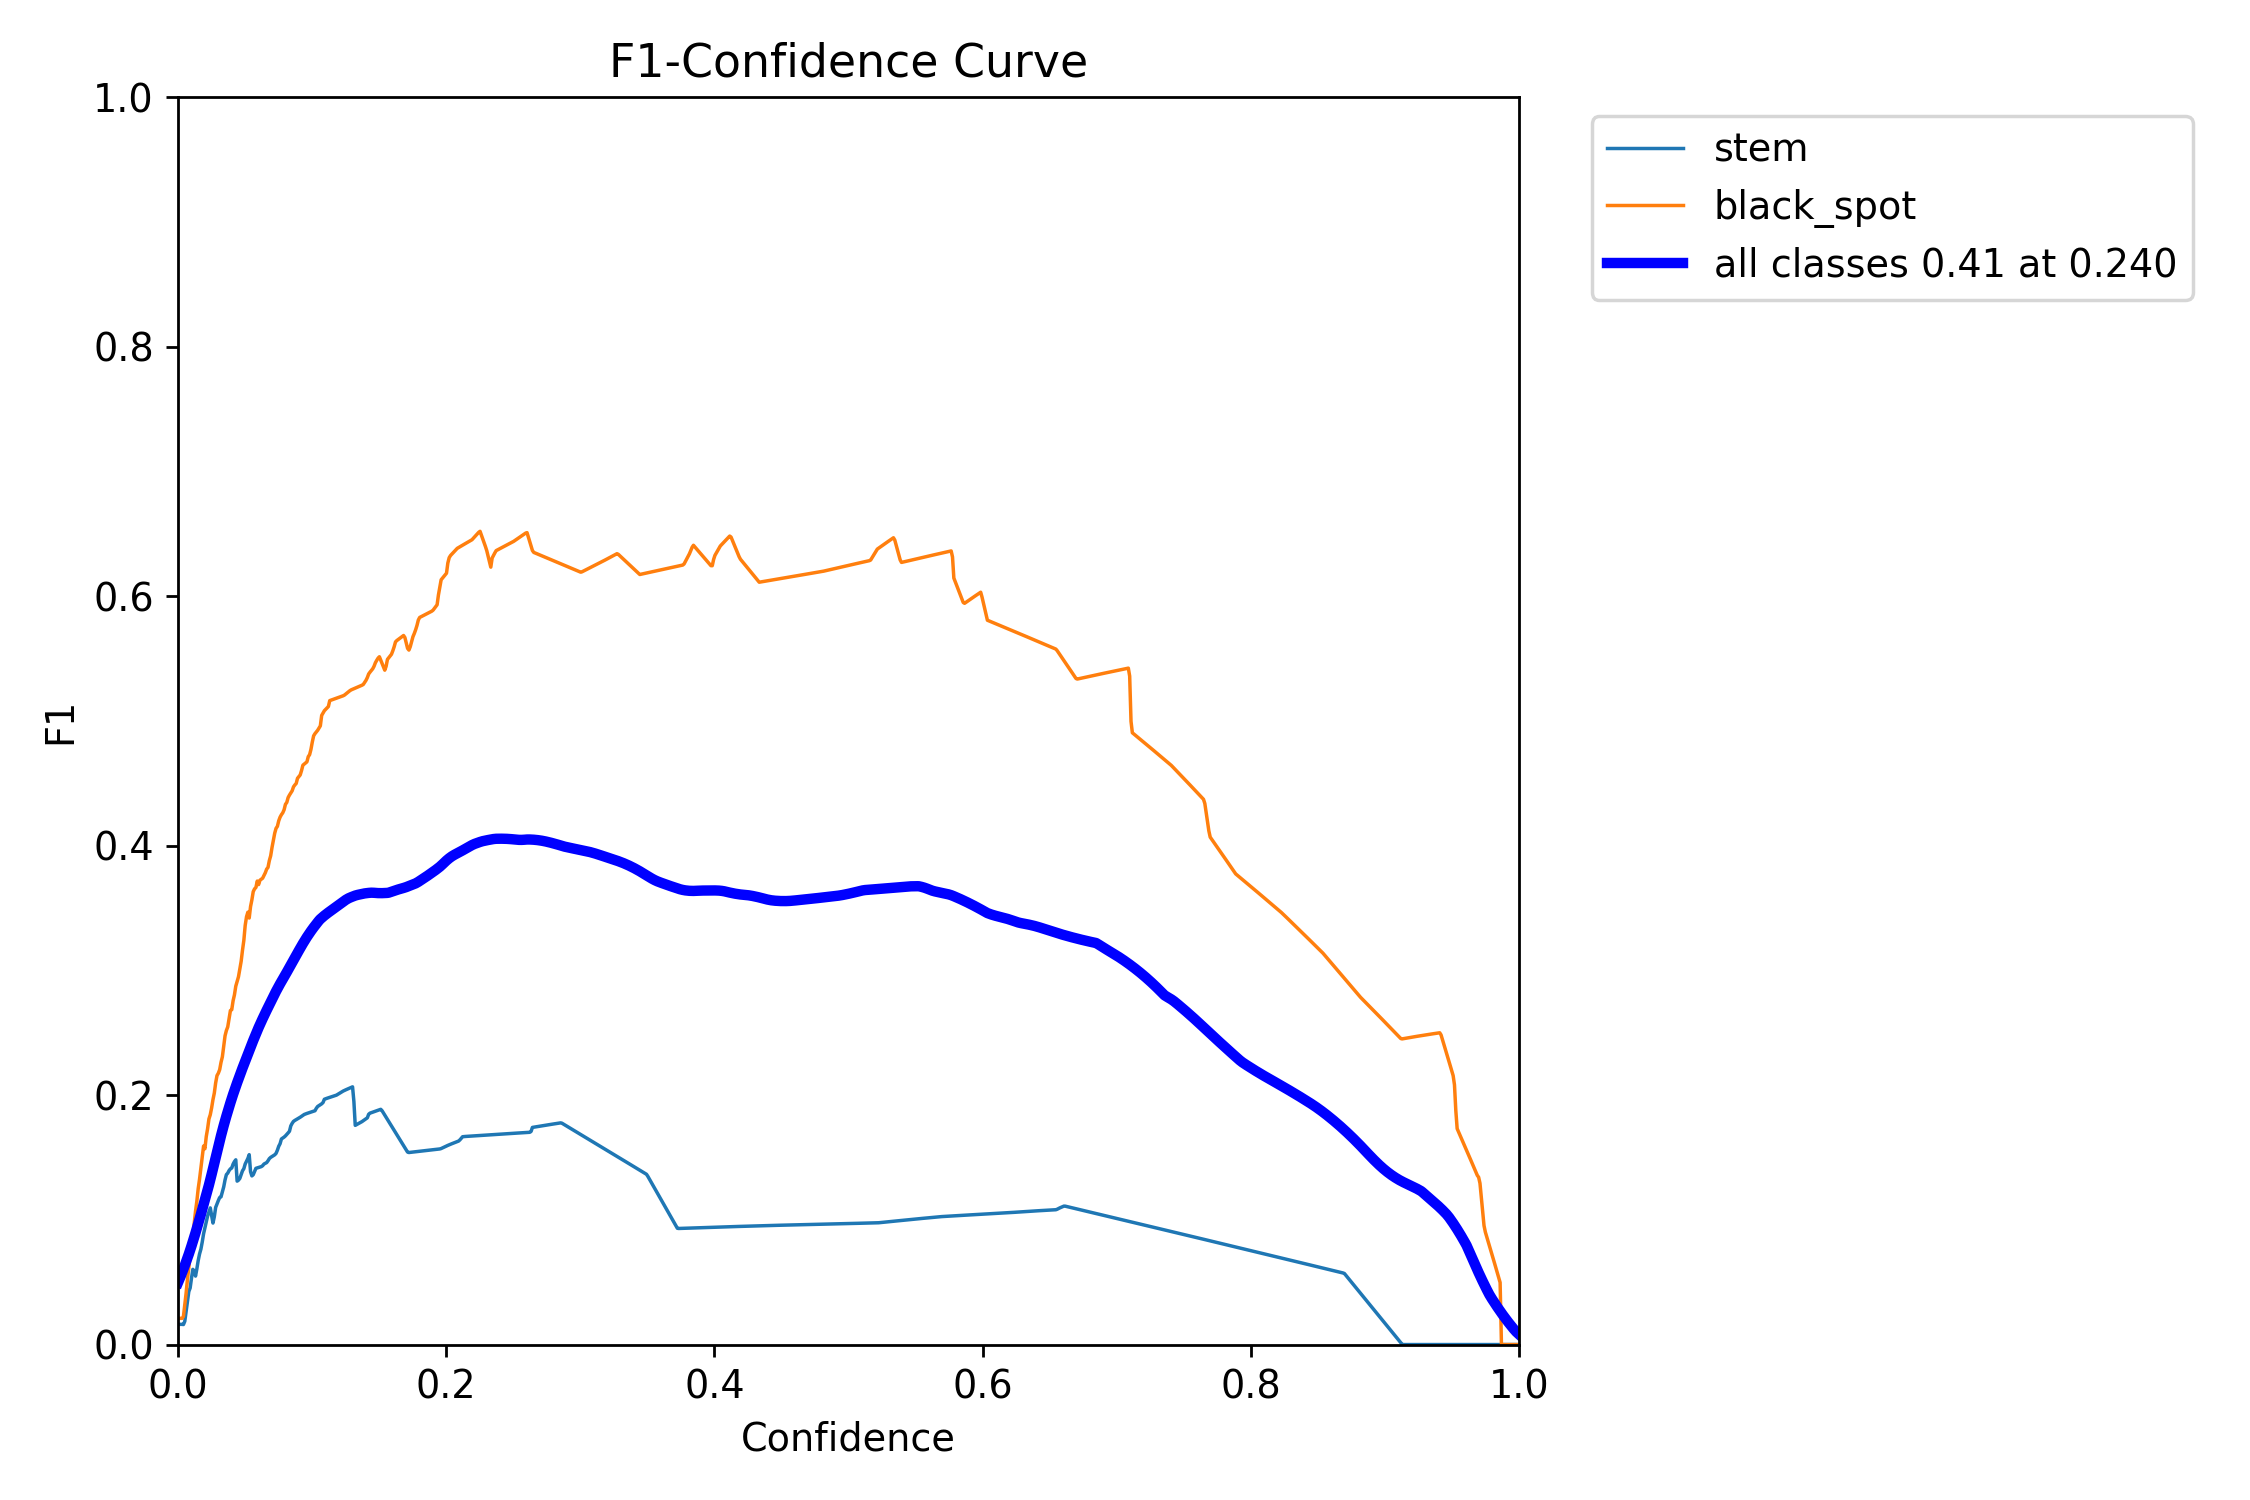 F1-Confidence Curve
1.0
0.8
0.6
0.4
0.2
0.0
F1
0.0 0.2 0.4 0.6 0.8 1.0
Confidence
stem
black_spot
all classes 0.41 at 0.240